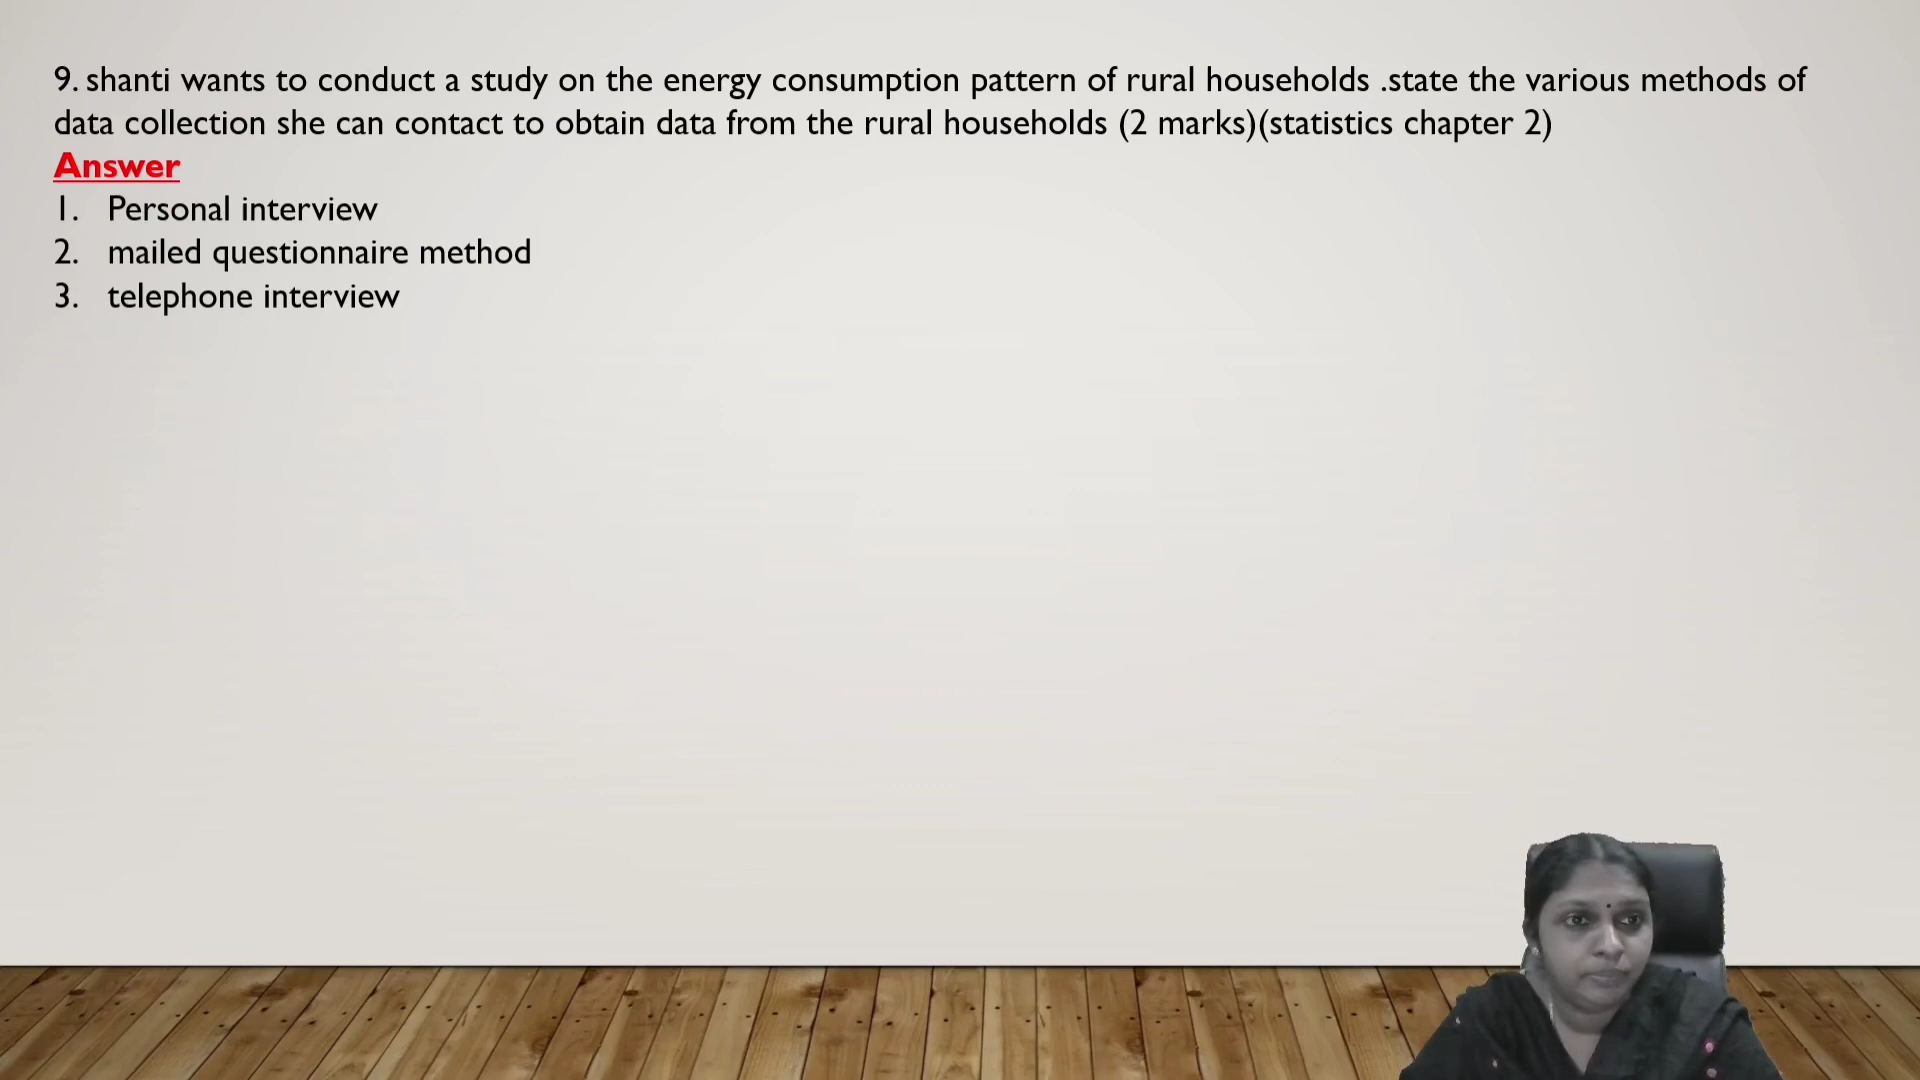 9. shanti wants to conduct a study on the energy consumption pattern of rural households .state the various methods of
data collection she can contact to obtain data from the rural households (2 marks)(statistics chapter 2)
Answer
1. Personal interview
2. mailed questionnaire method
3. telephone interview